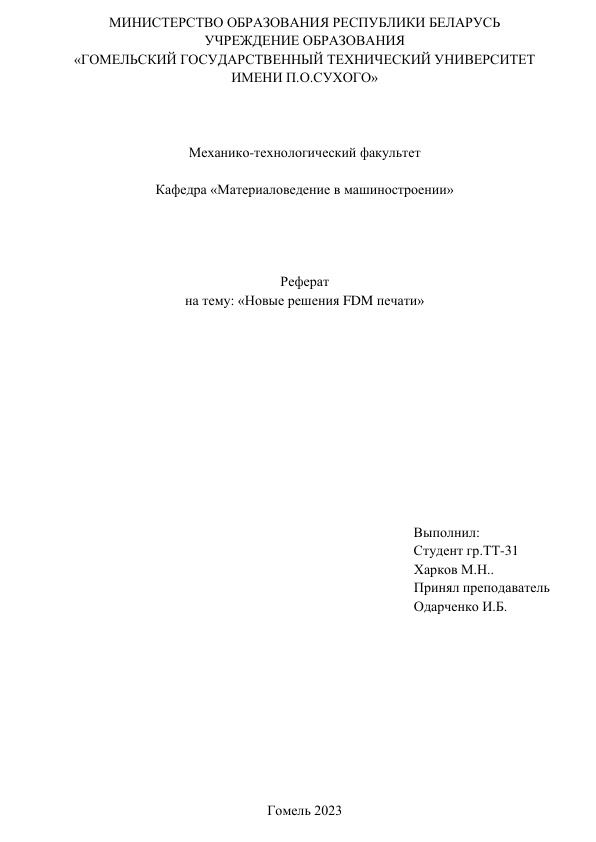 МИНИСТЕРСТВО ОБРАЗОВАНИЯ РЕСПУБЛИКИ БЕЛАРУСЬ
УЧРЕЖДЕНИЕ ОБРАЗОВАНИЯ
«ГОМЕЛЬСКИЙ ГОСУДАРСТВЕННЫЙ ТЕХНИЧЕСКИЙ УНИВЕРСИТЕТ
ИМЕНИ П.О.СУХОГО»
Механико-технологический факультет
Кафедра «Материаловедение в машиностроении»
Реферат
на тему: «Новые решения FDM печати»
Выполнил:
Студент гр.ТТ-31
Харков М.Н..
Принял преподаватель
Одарченко И.Б.
Гомель 2023